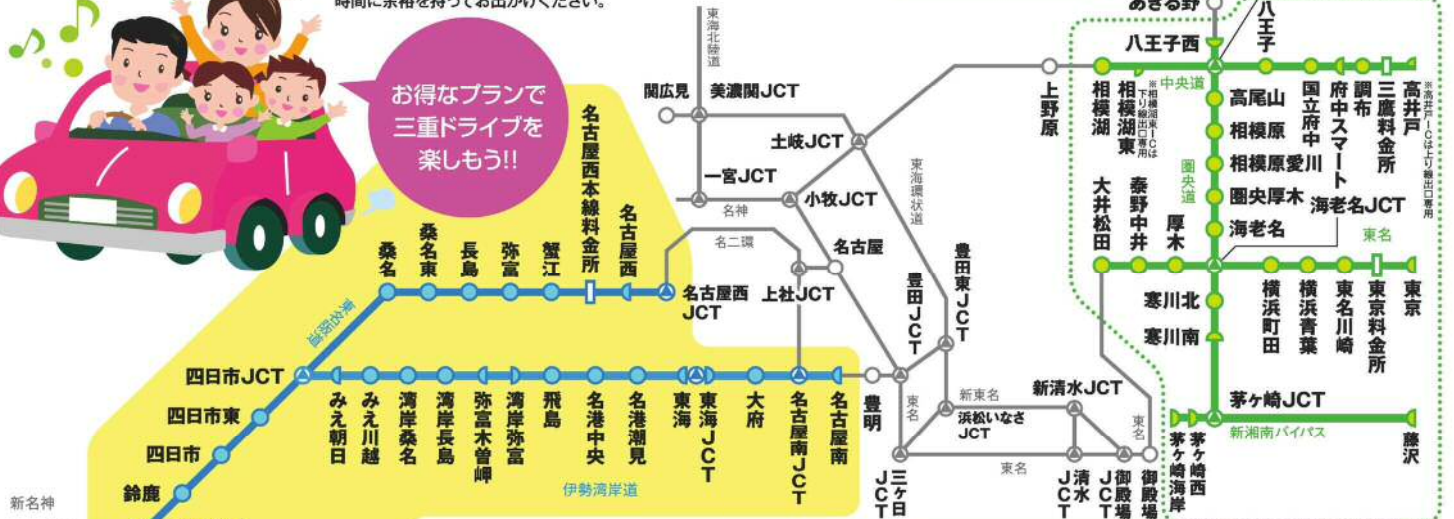 時間に余裕を持ってお出かけください。
お得なプランで
三重ドライブを
楽しもう!!
東海北陸道
関広見
美濃関JCT
土岐JCT
一宮JCT
名神
小牧JCT
東海環状道
名二環
名古屋
上社JCT
豊田JCT
豊田東JCT
名古屋西本線料金所
名古屋西
桑名
桑名東
長島
弥富
蟹江
名古屋西
JCT
東名阪道
四日市JCT
四日市東
四日市
鈴鹿
新名神
みえ朝日
みえ川越
湾岸桑名
湾岸長島
弥富木曽岬
湾岸弥富
飛島
名港中央
名港潮見
東海
東海JCT
大府
名古屋南JCT
名古屋南
豊明
伊勢湾岸道
東名
三ヶ日
JCT
新東名
浜松いなさ
JCT
新清水JCT
東名
清水
JCT
御殿場
JCT
御殿場
東名
上野原
あきる野
八王子西
八王子
中央道
相模湖
相模湖東
※相模湖東ICは
下り線出口専用
高尾山
相模原
相模原愛川
圏央厚木
海老名
圏央道
国立府中
府中スマート
調布
三鷹料金所
高井戸
※高井戸ICは上り線出口専用
海老名JCT
東名
大井松田
秦野中井
厚木
横浜町田
横浜青葉
東名川崎
東京料金所
東京
寒川北
寒川南
茅ヶ崎JCT
新湘南バイパス
茅ヶ崎海岸
茅ヶ崎西
藤沢